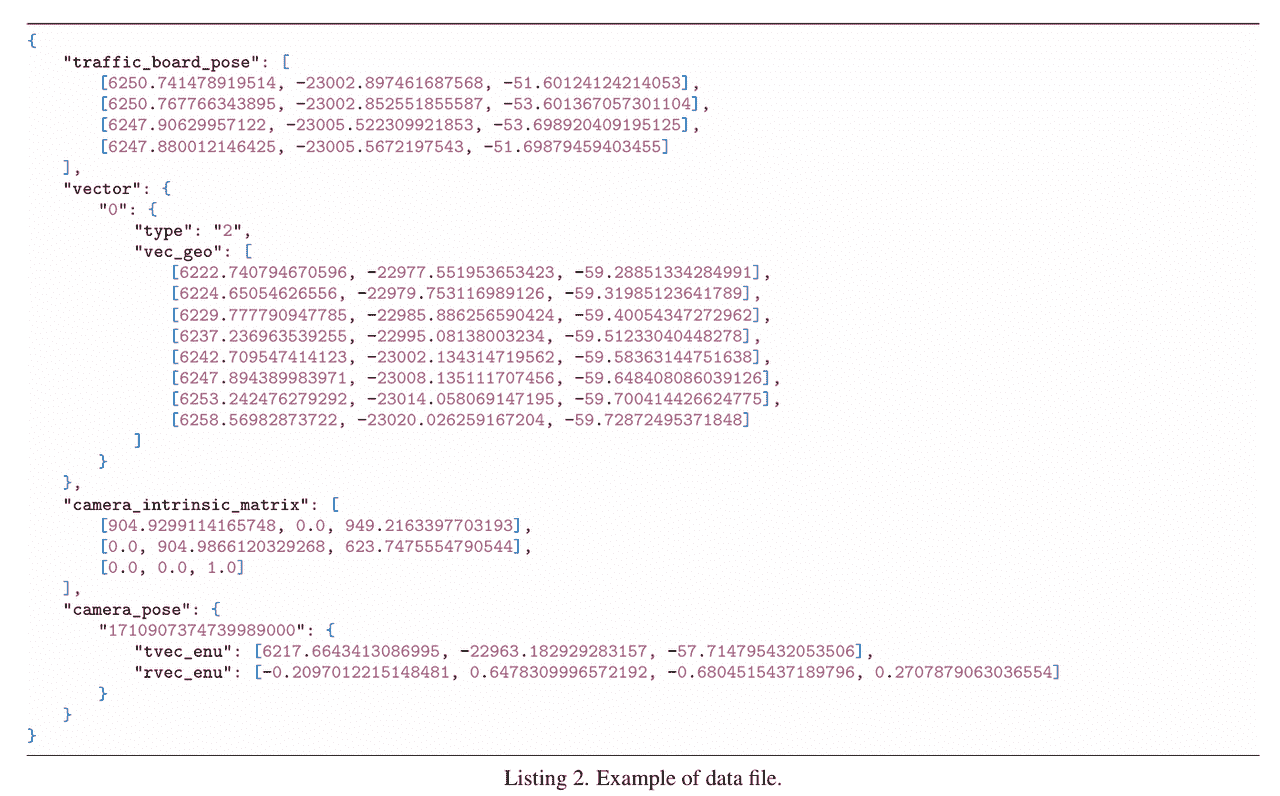 {
"traffic_board_pose": [
[6250.741478919514, -23002.897461687568, -51.60124124214053],
[6250.767766343895, -23002.852551855587, -53.601367057301104],
[6247.90629957122, -23005.522309921853, -53.698920409195125],
[6247.880012146425, -23005.5672197543, -51.69879459403455]
],
"vector": {
"0": {
"type": "2",
"vec_geo": [
[6222.740794670596, -22977.551953653423, -59.28851334284991],
[6224.65054626556, -22979.753116989126, -59.31985123641789],
[6229.777790947785, -22985.886256590424, -59.40054347272962],
[6237.236963539255, -22995.08138003234, -59.51233040448278],
[6242.709547414123, -23002.134314719562, -59.58363144751638],
[6247.894389983971, -23008.135111707456, -59.648408086039126],
[6253.242476279292, -23014.058069147195, -59.700414426624775],
[6258.56982873722, -23020.026259167204, -59.72872495371848]
]
}
},
"camera_intrinsic_matrix": [
[904.9299114165748, 0.0, 949.2163397703193],
[0.0, 904.9866120329268, 623.7475554790544],
[0.0, 0.0, 1.0]
],
"camera_pose": {
"1710907374739989000": {
"tvec_enu": [6217.6643413086995, -22963.182929283157, -57.714795432053506],
"rvec_enu": [-0.2097012215148481, 0.6478309996572192, -0.6804515437189796, 0.2707879063036554]
}
}
}
Listing 2. Example of data file.